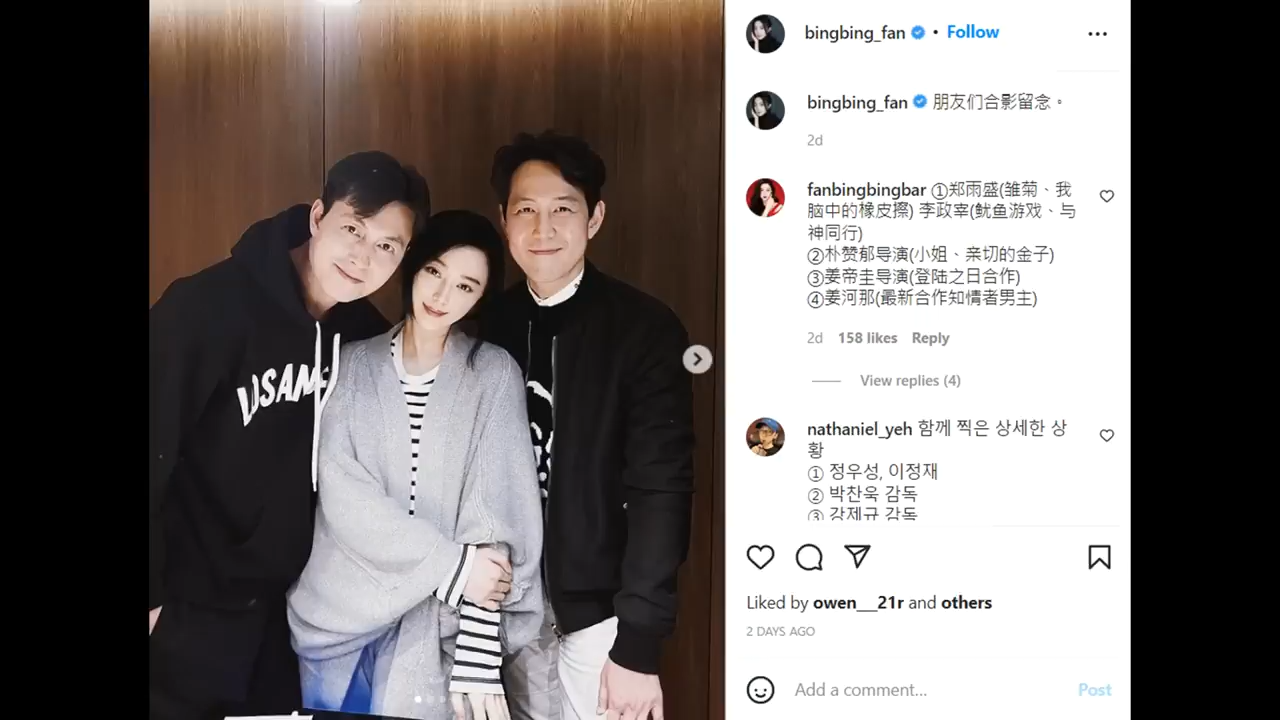 bingbing_fan • Follow
bingbing_fan 朋友们合影留念。
2d
fanbingbingbar ①郑雨盛(雏菊、我
脑中的橡皮擦) 李政宰(鱿鱼游戏、与
神同行)
②朴赞郁导演(小姐、亲切的金子)
③姜帝圭导演(登陆之日合作)
④姜河那(最新合作知情者男主)
2d 158 likes Reply
View replies (4)
nathaniel_yeh 함께 찍은 상세한 상
황
① 정우성, 이정재
② 박찬욱 감독
③ 강제규 감독
Liked by owen__21r and others
2 DAYS AGO
Add a comment...
Post